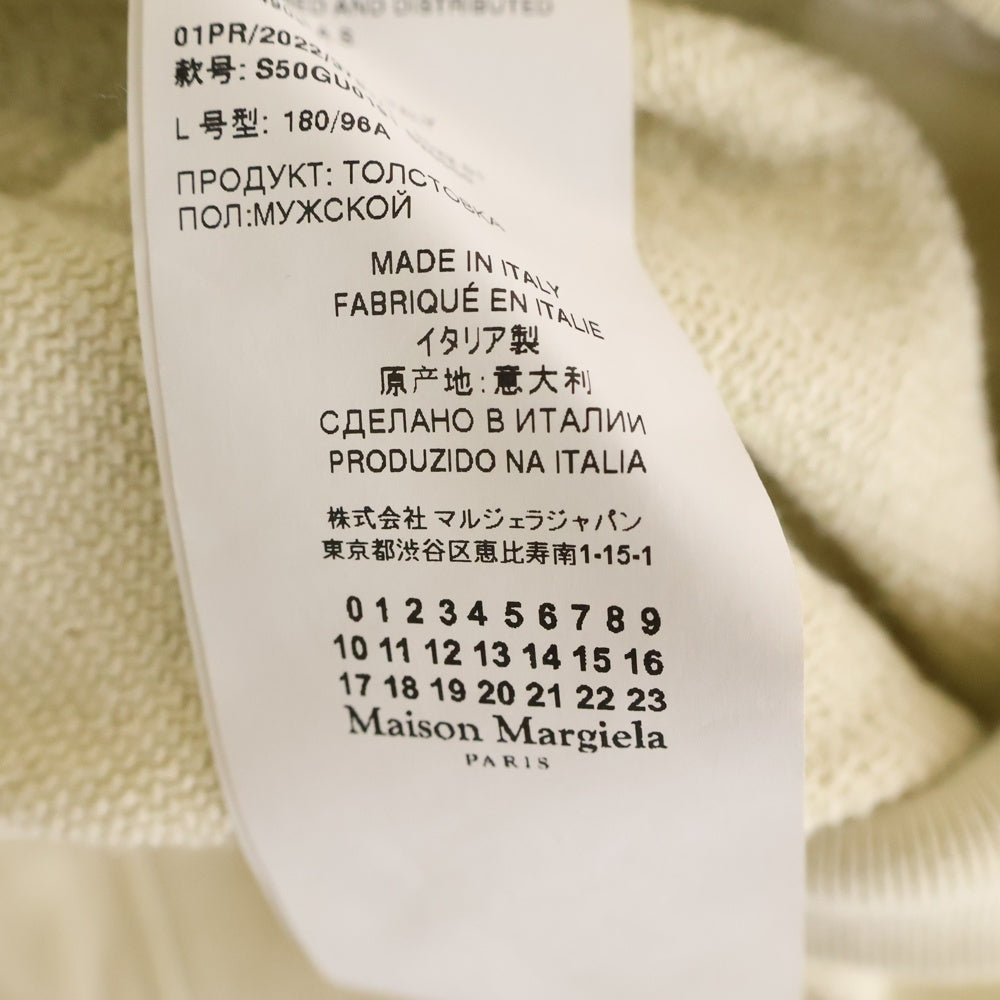 AND DISTRIBUTED
01PR/2022/
款号: S50GU0
L 号型: 180/96A
ПРОДУКТ: ТОЛСТОВКА
ПОЛ:МУЖСКОЙ
MADE IN ITALY
FABRIQUÉ EN ITALIE
イタリア製
原产地:意大利
СДЕЛАНО В ИТАЛИИ
PRODUZIDO NA ITALIA
株式会社 マルジェラジャパン
東京都渋谷区恵比寿南1-15-1
0 1 2 3 4 5 6 7 8 9
10 11 12 13 14 15 16
17 18 19 20 21 22 23
Maison Margiela
PARIS